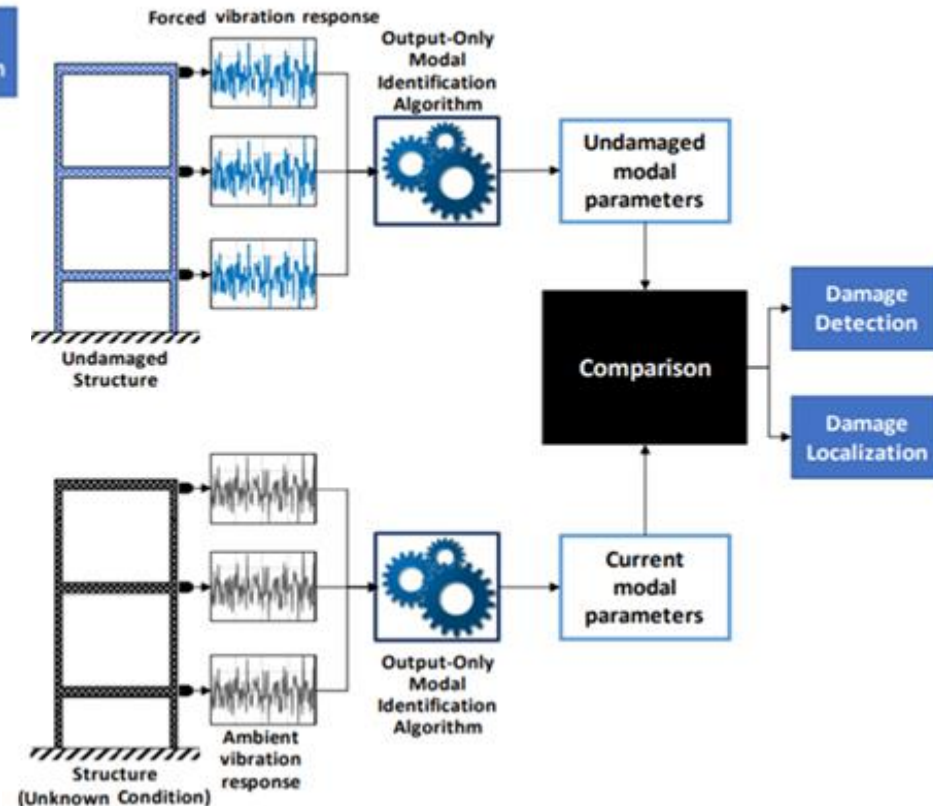 Forced vibration response
Output-Only
Modal
Identification
Algorithm
Undamaged
modal
parameters
Undamaged
Structure
Comparison
Damage
Detection
Damage
Localization
Current
modal
parameters
Output-Only
Modal
Identification
Algorithm
Ambient
vibration
response
Structure
(Unknown Condition)